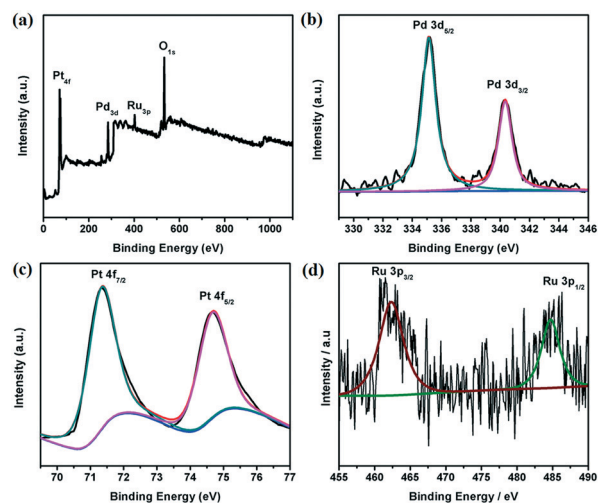 (a)
Pt4f
Pd3d
Ru3p
O1s
Intensity (a.u.)
0 200 400 600 800 1000
Binding Energy (eV)
(b)
Pd 3d5/2
Pd 3d3/2
Intensity (a.u.)
330 332 334 336 338 340 342 344 346
Binding Energy (eV)
(c)
Pt 4f7/2
Pt 4f5/2
Intensity (a.u.)
70 71 72 73 74 75 76 77
Binding Energy (eV)
(d)
Ru 3p3/2
Ru 3p1/2
Intensity / a.u
455 460 465 470 475 480 485 490
Binding Energy / eV